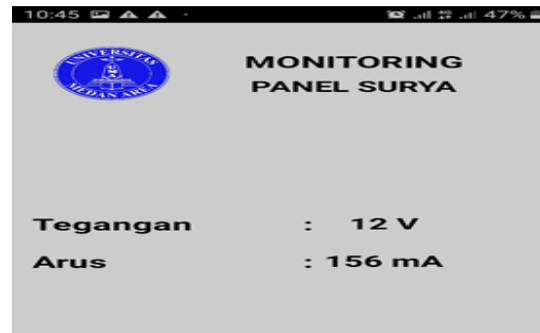 10:45
47%
UNIVERSITAS
MEDAN AREA
MONITORING
PANEL SURYA
Tegangan : 12 V
Arus : 156 mA